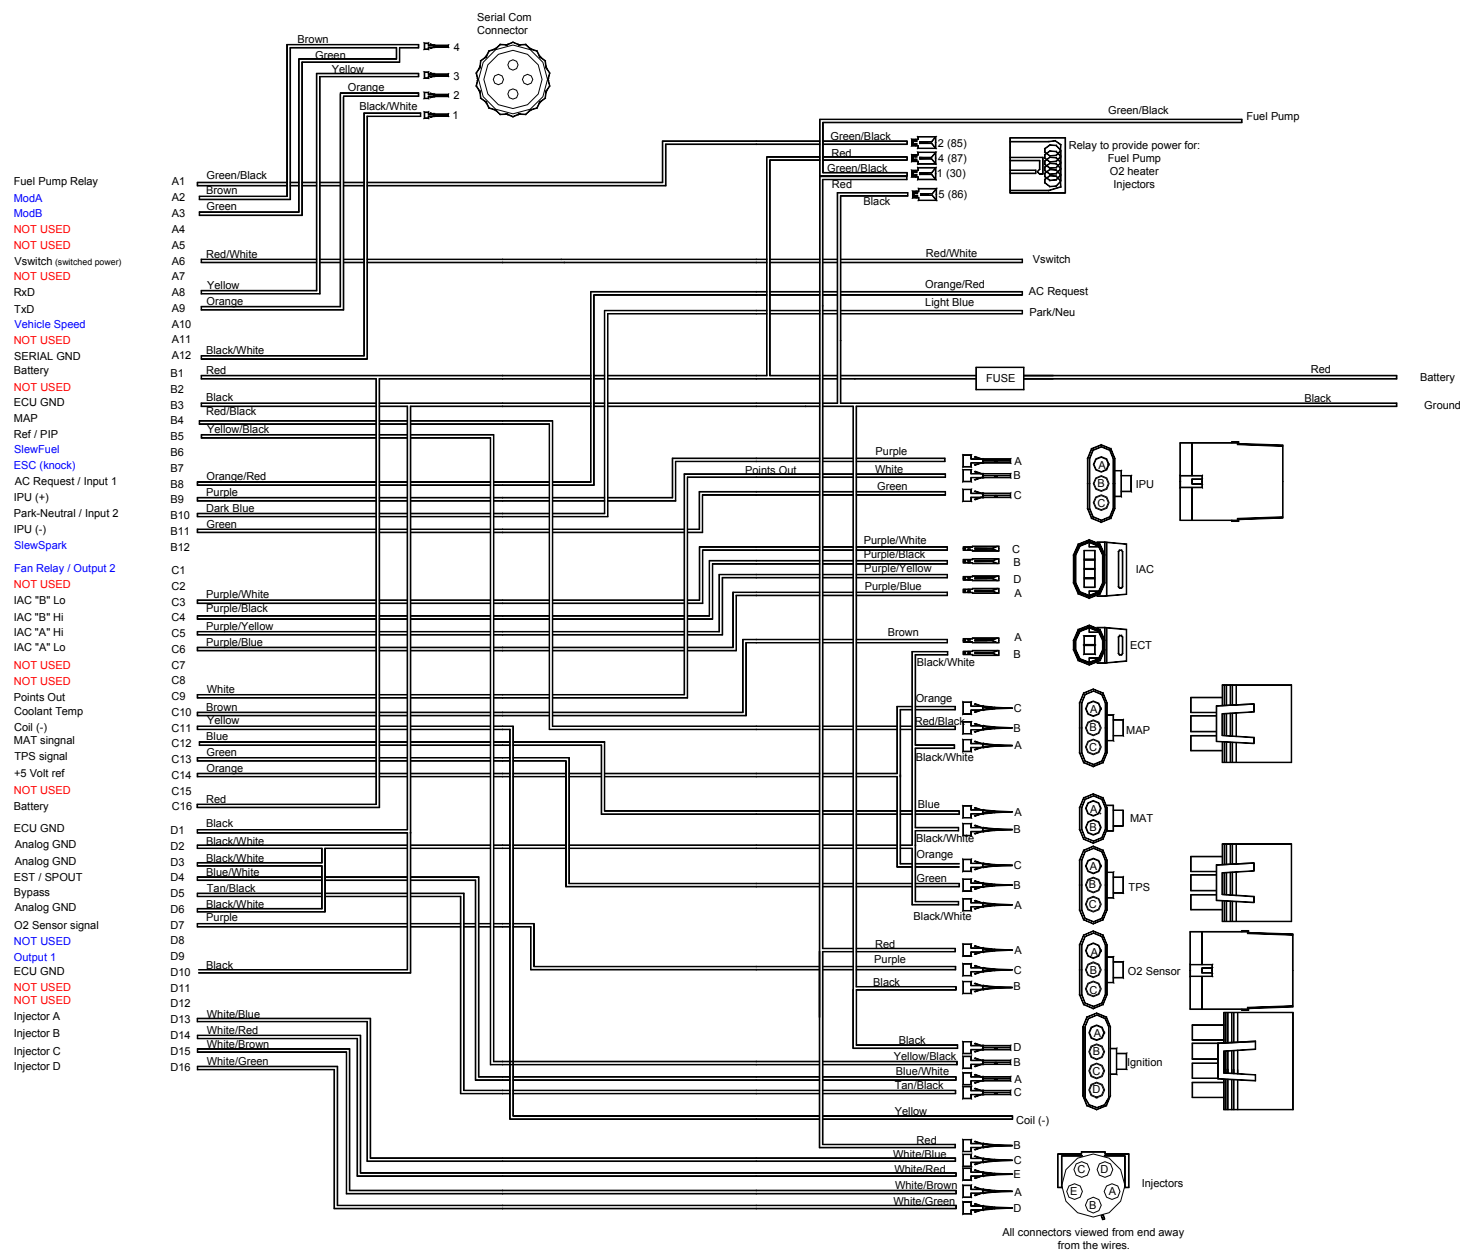 Serial Com
Connector
Brown
4
Green
Yellow
3
Orange
2
Black/White
1
Green/Black
Fuel Pump
Green/Black
2 (85)
Red
4 (87)
Green/Black
1 (30)
Red
5 (86)
Black
Relay to provide power for:
Fuel Pump
O2 heater
Injectors
Fuel Pump Relay A1 Green/Black
ModA A2 Brown
ModB A3 Green
NOT USED A4
NOT USED A5
Vswitch (switched power) A6 Red/White Red/White Vswitch
NOT USED A7
RxD A8 Yellow Orange/Red AC Request
TxD A9 Orange Light Blue Park/Neu
Vehicle Speed A10
NOT USED A11
SERIAL GND A12 Black/White
Battery B1 Red FUSE Red Battery
NOT USED B2
ECU GND B3 Black Black Ground
MAP B4 Red/Black
Ref / PIP B5 Yellow/Black
SlewFuel B6
ESC (knock) B7
AC Request / Input 1 B8 Orange/Red
IPU (+) B9 Purple
Park-Neutral / Input 2 B10 Dark Blue
IPU (-) B11 Green
SlewSpark B12
Purple A
Points Out White B
Green C
A
B
C
IPU
Fan Relay / Output 2 C1
NOT USED C2
IAC "B" Lo C3 Purple/White
IAC "B" Hi C4 Purple/Black
IAC "A" Hi C5 Purple/Yellow
IAC "A" Lo C6 Purple/Blue
NOT USED C7
NOT USED C8
Points Out C9 White
Coolant Temp C10 Brown
Coil (-) C11 Yellow
MAT singnal C12 Blue
TPS signal C13 Green
+5 Volt ref C14 Orange
NOT USED C15
Battery C16 Red
Purple/White C
Purple/Black B
Purple/Yellow D
Purple/Blue A
IAC
Brown A
B
Black/White
ECT
Orange C
Red/Black B
A
Black/White
A
B
C
MAP
Blue A
B
Black/White
A
B
MAT
ECU GND D1 Black
Analog GND D2 Black/White
Analog GND D3 Black/White
EST / SPOUT D4 Blue/White
Bypass D5 Tan/Black
Analog GND D6 Black/White
O2 Sensor signal D7 Purple
NOT USED D8
Output 1 D9
ECU GND D10 Black
NOT USED D11
NOT USED D12
Injector A D13 White/Blue
Injector B D14 White/Red
Injector C D15 White/Brown
Injector D D16 White/Green
Orange C
Green B
A
Black/White
A
B
C
TPS
Red A
Purple C
Black B
A
B
C
O2 Sensor
Black D
Yellow/Black B
Blue/White A
Tan/Black C
A
B
C
D
Ignition
Yellow Coil (-)
Red B
White/Blue C
White/Red E
White/Brown A
White/Green D
C D
E A
B
Injectors
All connectors viewed from end away
from the wires.